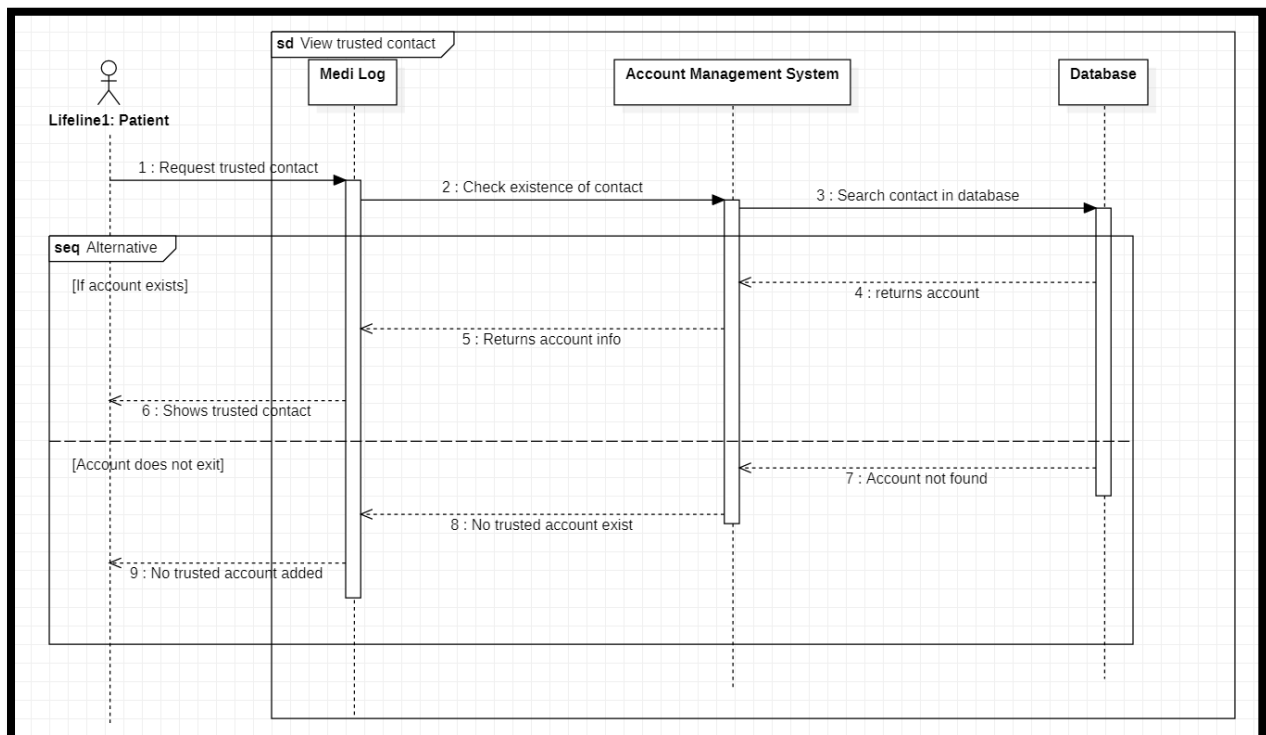 sd View trusted contact
Medi Log
Account Management System
Database
Lifeline1: Patient
1 : Request trusted contact
2 : Check existence of contact
3 : Search contact in database
seq Alternative
[If account exists]
4 : returns account
5 : Returns account info
6 : Shows trusted contact
[Account does not exit]
7 : Account not found
8 : No trusted account exist
9 : No trusted account added